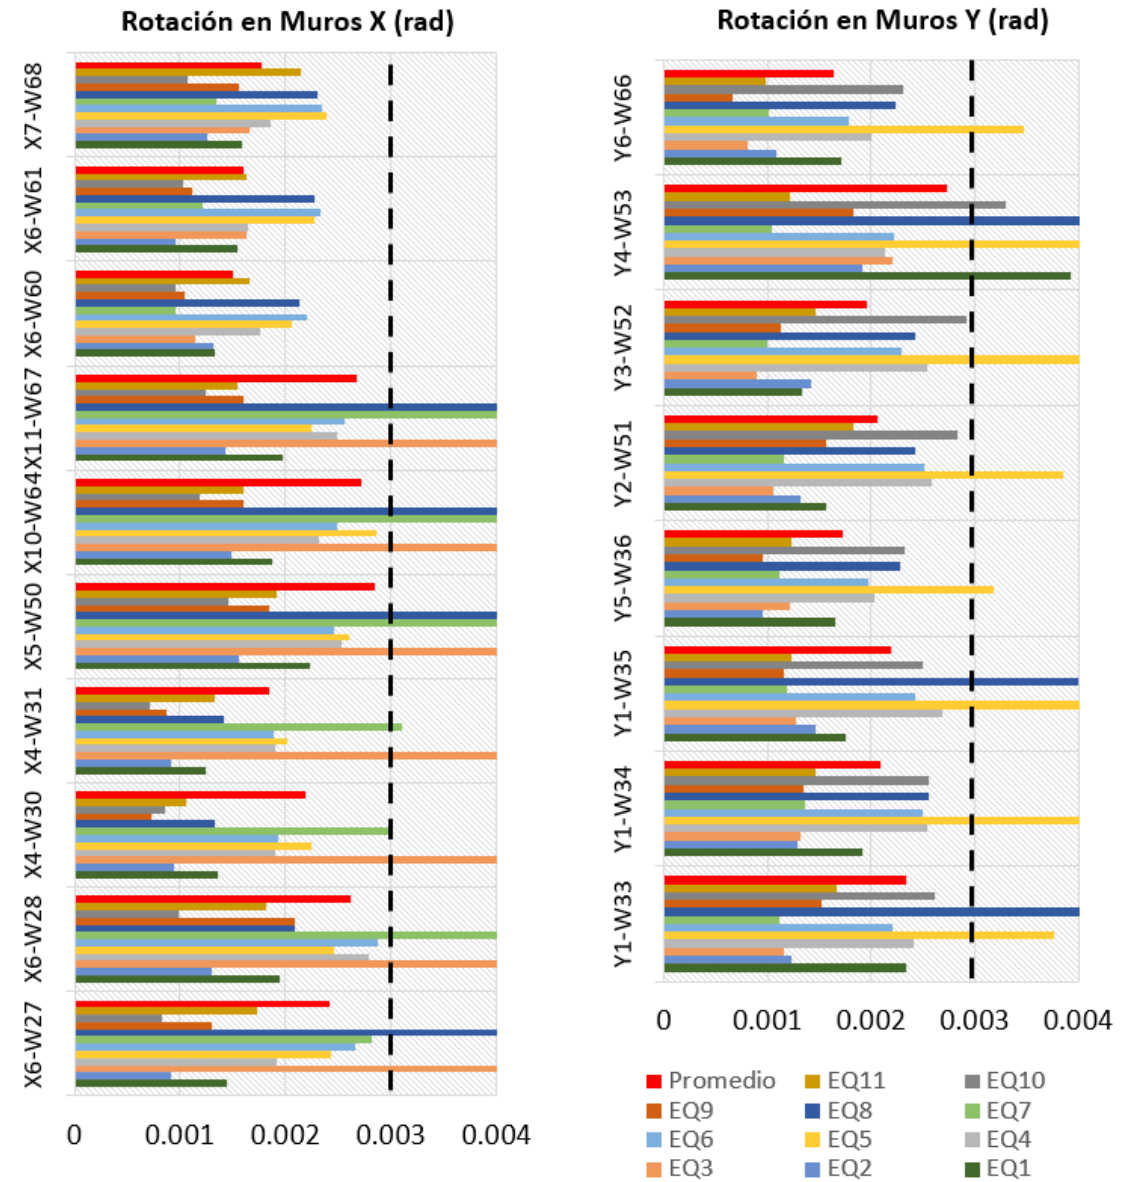 Rotación en Muros X (rad)
X7-W68
X6-W61
X6-W60
X11-W67
X10-W64
X5-W50
X4-W31
X4-W30
X6-W28
X6-W27
0 0.001 0.002 0.003 0.004
Rotación en Muros Y (rad)
Y6-W66
Y4-W53
Y3-W52
Y2-W51
Y5-W36
Y1-W35
Y1-W34
Y1-W33
0 0.001 0.002 0.003 0.004
Promedio EQ11 EQ10
EQ9 EQ8 EQ7
EQ6 EQ5 EQ4
EQ3 EQ2 EQ1